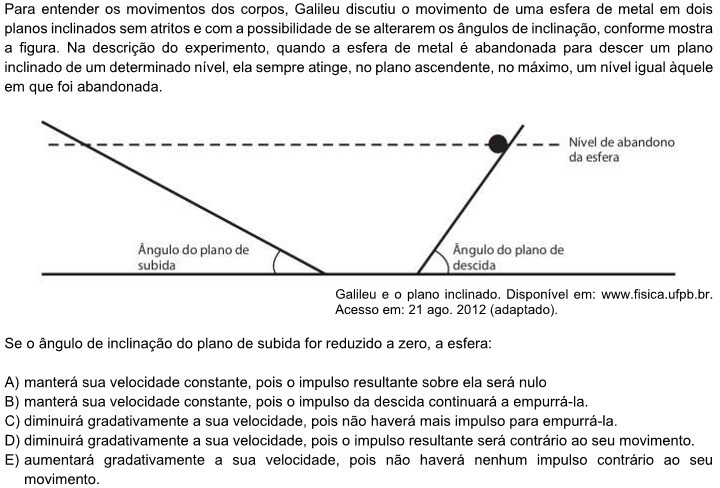 Para entender os movimentos dos corpos, Galileu discutiu o movimento de uma esfera de metal em dois
planos inclinados sem atritos e com a possibilidade de se alterarem os ângulos de inclinação, conforme mostra
a figura. Na descrição do experimento, quando a esfera de metal é abandonada para descer um plano
inclinado de um determinado nível, ela sempre atinge, no plano ascendente, no máximo, um nível igual àquele
em que foi abandonada.
Nível de abandono
da esfera
Ângulo do plano de
subida
Ângulo do plano de
descida
Galileu e o plano inclinado. Disponível em: www.fisica.ufpb.br.
Acesso em: 21 ago. 2012 (adaptado).
Se o ângulo de inclinação do plano de subida for reduzido a zero, a esfera:
A) manterá sua velocidade constante, pois o impulso resultante sobre ela será nulo
B) manterá sua velocidade constante, pois o impulso da descida continuará a empurrá-la.
C) diminuirá gradativamente a sua velocidade, pois não haverá mais impulso para empurrá-la.
D) diminuirá gradativamente a sua velocidade, pois o impulso resultante será contrário ao seu movimento.
E) aumentará gradativamente a sua velocidade, pois não haverá nenhum impulso contrário ao seu
movimento.